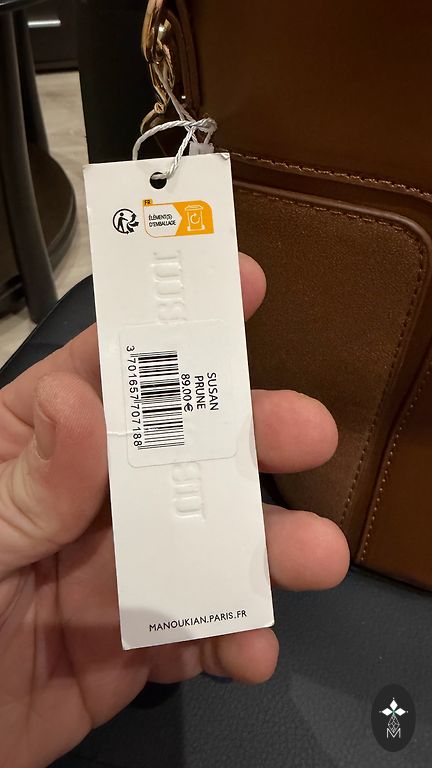 FR
ÉLÉMENT(S)
D'EMBALLAGE
SUSAN
PRUNE
89.00€
3 701657 707188
MANOUKIAN.PARIS.FR
M